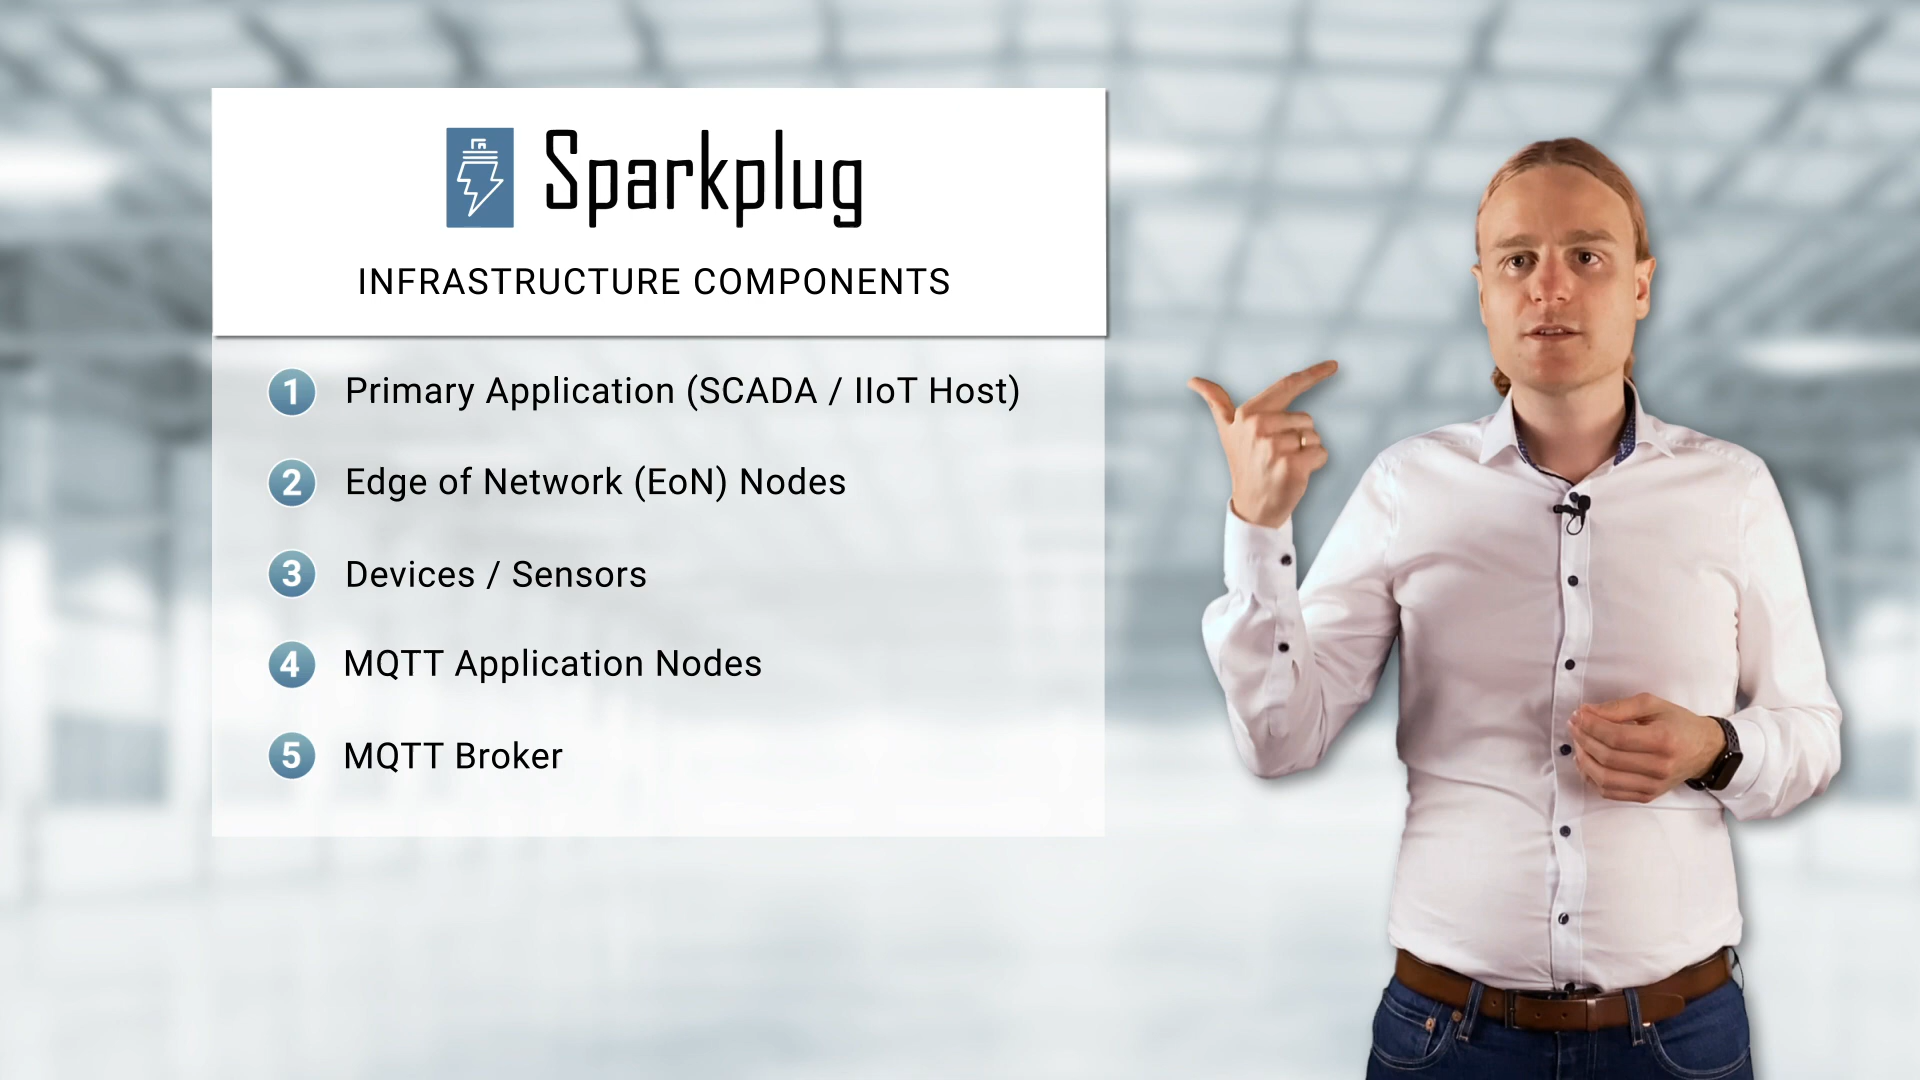 Sparkplug
INFRASTRUCTURE COMPONENTS
1 Primary Application (SCADA / IIoT Host)
2 Edge of Network (EoN) Nodes
3 Devices / Sensors
4 MQTT Application Nodes
5 MQTT Broker